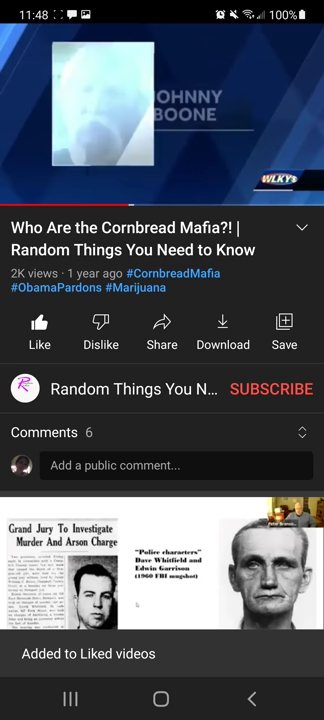 11:48
100%
JOHNNY
BOONE
WLKY
Who Are the Cornbread Mafia?! |
Random Things You Need to Know
2K views · 1 year ago #CornbreadMafia
#ObamaPardons #Marijuana
Like
Dislike
Share
Download
Save
Random Things You N...
SUBSCRIBE
Comments 6
Add a public comment...
Grand Jury To Investigate
Murder And Arson Charge
"Police characters"
Dave Whitfield and
Edwin Garrison
(1960 FBI mugshot)
Added to Liked videos